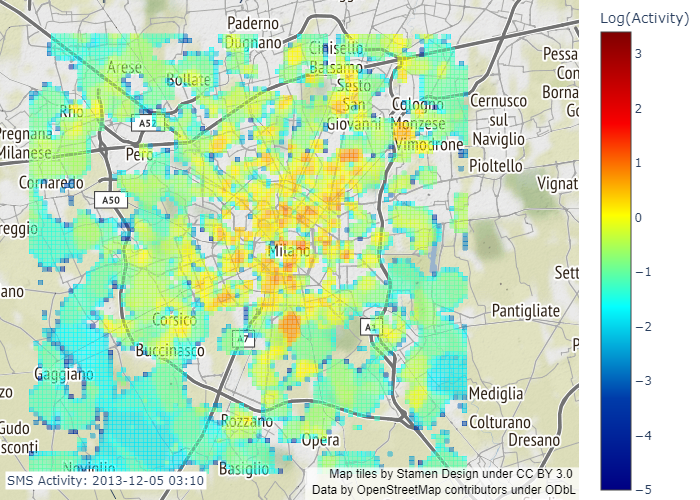 Log(Activity)
3
2
1
0
−1
−2
−3
−4
−5
Paderno
Dugnano
Cinisello
Balsamo
Arese
Bollate
Sesto
San
Giovanni
Cologno
Monzese
Vimodrone
Cernusco
sul
Naviglio
Pessa
Con
Borna
Go
Rho
A52
Pregnana
Milanese
Pero
Pioltello
Cornaredo
Vignat
A50
reggio
Milano
Sett
ano
Pantigliate
Corsico
A7
A1
P
Buccinasco
Gaggiano
Mediglia
zo
Rozzano
Colturano
Gudo
sconti
Opera
Dresano
Noviglio
Basiglio
SMS Activity: 2013-12-05 03:10
Map tiles by Stamen Design under CC BY 3.0
Data by OpenStreetMap contributors under ODbL